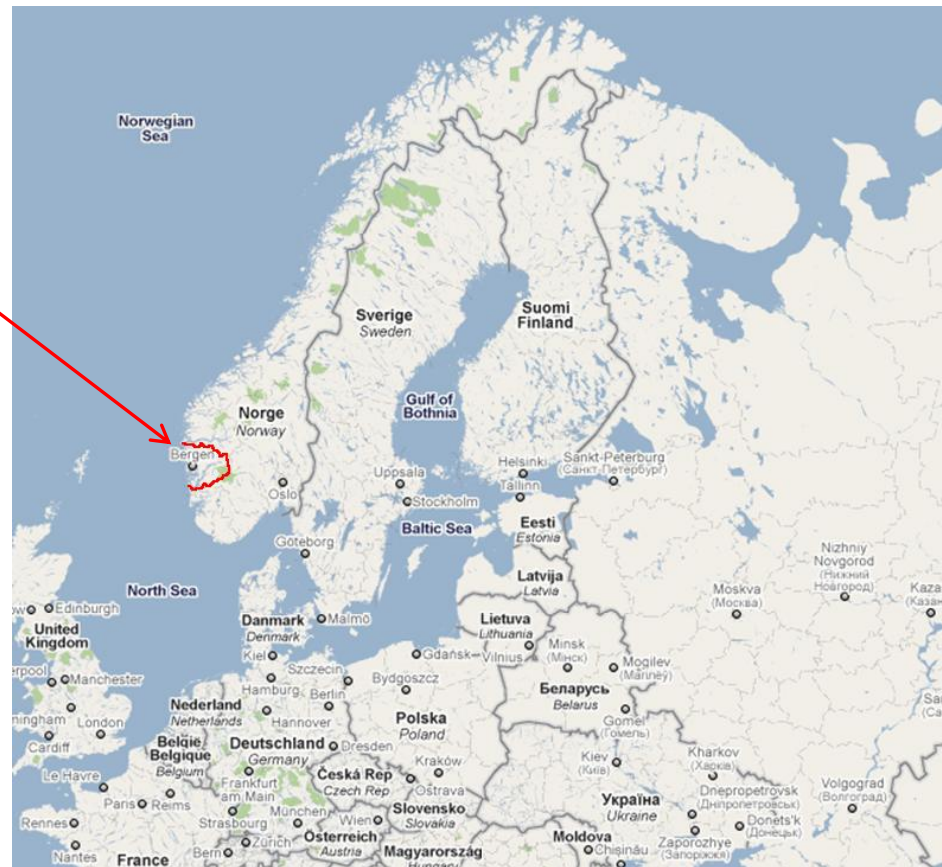 Norwegian
Sea
Sverige
Sweden
Suomi
Finland
Gulf of
Bothnia
Norge
Norway
Bergen
Oslo
Uppsala
Stockholm
Helsinki
Tallinn
Sankt-Peterburg
(Санкт-Петербург)
Baltic Sea
Eesti
Estonia
Göteborg
North Sea
Latvija
Latvia
Nizhniy
Novgorod
(Нижний
Новгород)
Moskva
(Москва)
Edinburgh
United
Kingdom
Danmark
Denmark
Malmö
Lietuva
Lithuania
Vilnius
Minsk
(Мінск)
Mogilev
Kiel
Gdańsk
Szczecin
Manchester
Hamburg
Berlin
Bydgoszcz
Беларусь
Belarus
Nederland
Netherlands
Hannover
Polska
Poland
Gomel
(Гомель)
London
Cardiff
België
Belgique
Belgium
Deutschland
Germany
Dresden
Kiev
(Київ)
Kharkov
(Харків)
Le Havre
Frankfurt
am Main
Česká Rep
Czech Rep
Kraków
Ostrava
Dnepropetrovsk
(Дніпропетровськ)
Volgograd
(Волгоград)
Paris
Reims
Україна
Ukraine
Donets'k
(Донецьк)
Rennes
Strasbourg
München
Wien
Slovensko
Slovakia
Zaporozhye
(Запоріжжя)
Nantes
France
Zürich
Bern
Österreich
Austria
Magyarország
Hungary
Moldova
Chişinău